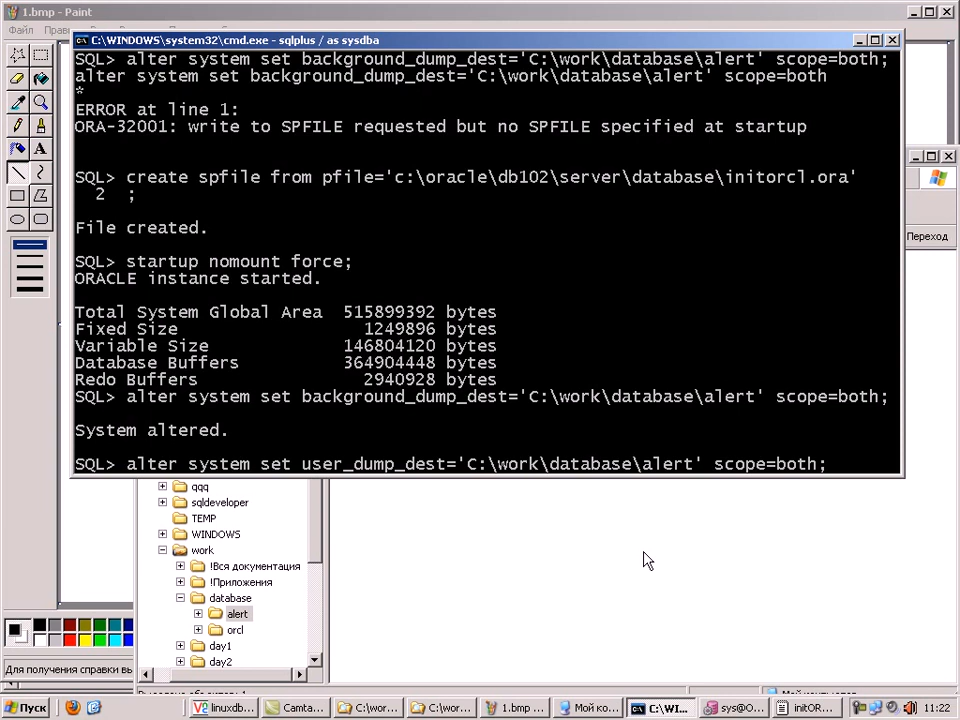 1.bmp - Paint
Файл
C:\WINDOWS\system32\cmd.exe - sqlplus / as sysdba
SQL> alter system set background_dump_dest='C:\work\database\alert' scope=both;
alter system set background_dump_dest='C:\work\database\alert' scope=both
*
ERROR at line 1:
ORA-32001: write to SPFILE requested but no SPFILE specified at startup
SQL> create spfile from pfile='c:\oracle\db102\server\database\initorcl.ora'
2 ;
File created.
SQL> startup nomount force;
ORACLE instance started.
Total System Global Area 515899392 bytes
Fixed Size 1249896 bytes
Variable Size 146804120 bytes
Database Buffers 364904448 bytes
Redo Buffers 2940928 bytes
SQL> alter system set background_dump_dest='C:\work\database\alert' scope=both;
System altered.
SQL> alter system set user_dump_dest='C:\work\database\alert' scope=both;
Переход
qqq
sqldeveloper
TEMP
WINDOWS
work
!Вся документация
!Приложения
database
alert
orcl
day1
day2
Для получения справки вы
Пуск
linuxdb...
Camta...
C:\wor...
C:\wor...
1.bmp ...
Мой ко...
C:\WI...
sys@O...
initOR...
11:22